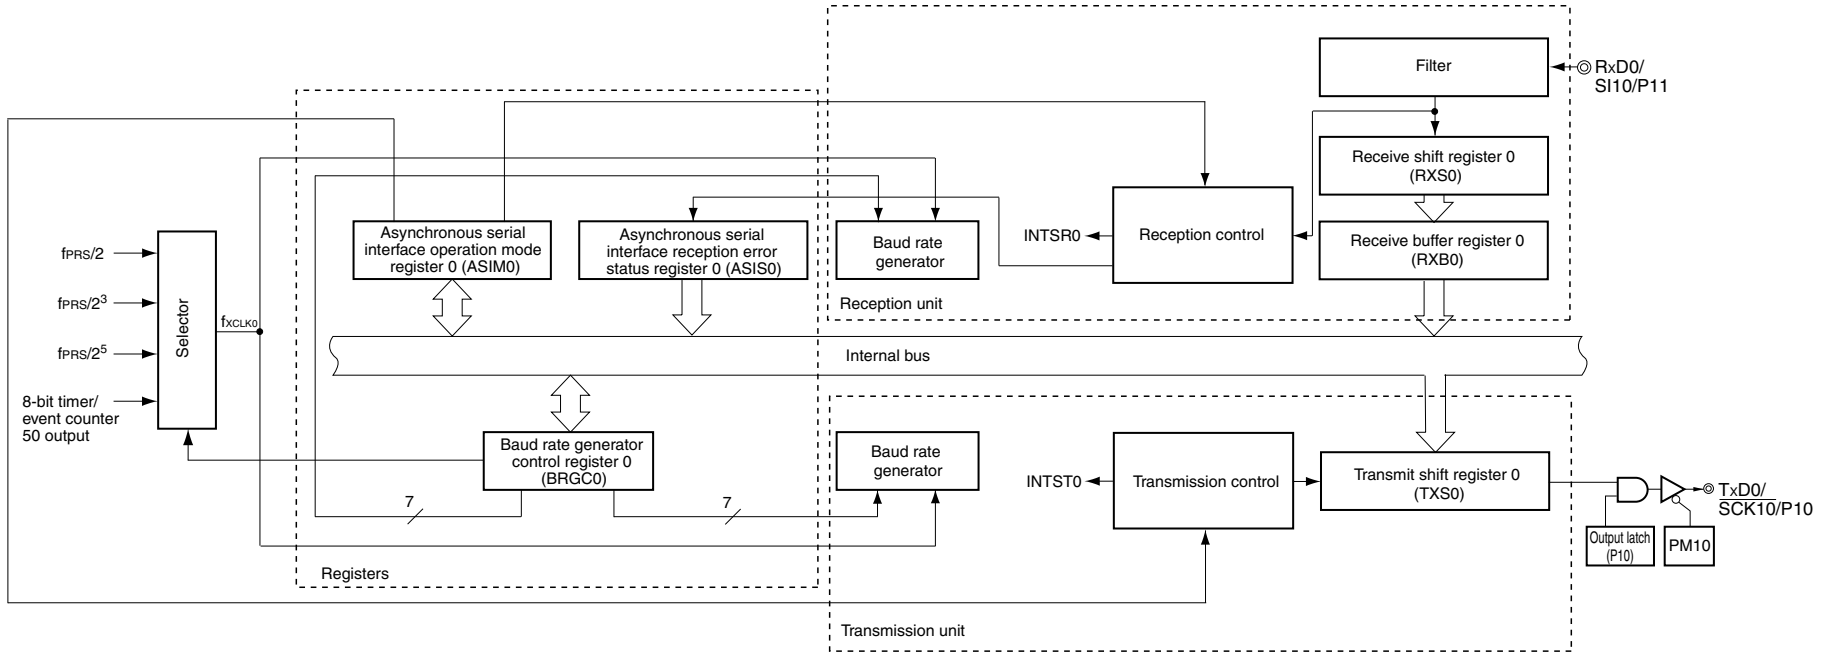 Filter
RxD0/
SI10/P11
Receive shift register 0
(RXS0)
Asynchronous serial
interface operation mode
register 0 (ASIM0)
Asynchronous serial
interface reception error
status register 0 (ASIS0)
Baud rate
generator
INTSR0
Reception control
Receive buffer register 0
(RXB0)
Reception unit
fPRS/2
fPRS/2³
fPRS/2⁵
8-bit timer/
event counter
50 output
Selector
fXCLK0
Internal bus
Baud rate generator
control register 0
(BRGC0)
7
7
Baud rate
generator
INTST0
Transmission control
Transmit shift register 0
(TXS0)
TxD0/
SCK10/P10
Output latch
(P10)
PM10
Registers
Transmission unit